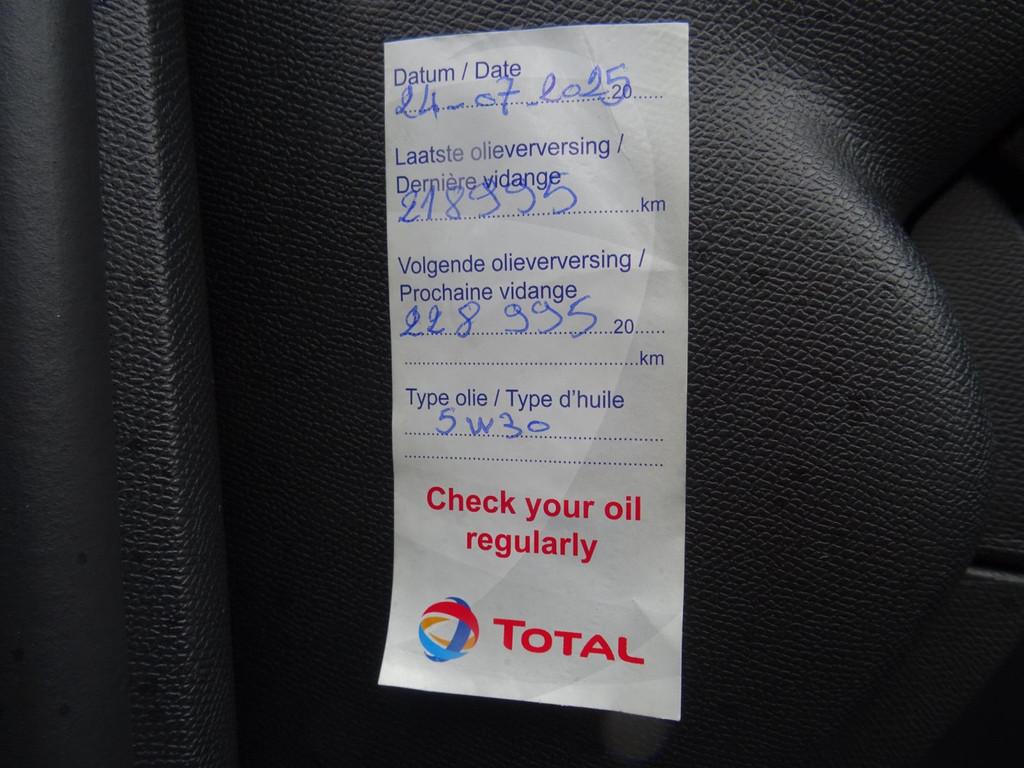 Datum / Date
24-07-2025 20......
Laatste olieverversing /
Dernière vidange
218995 km
Volgende olieverversing /
Prochaine vidange
228 995 20......
km
Type olie / Type d'huile
5W30
Check your oil
regularly
TOTAL